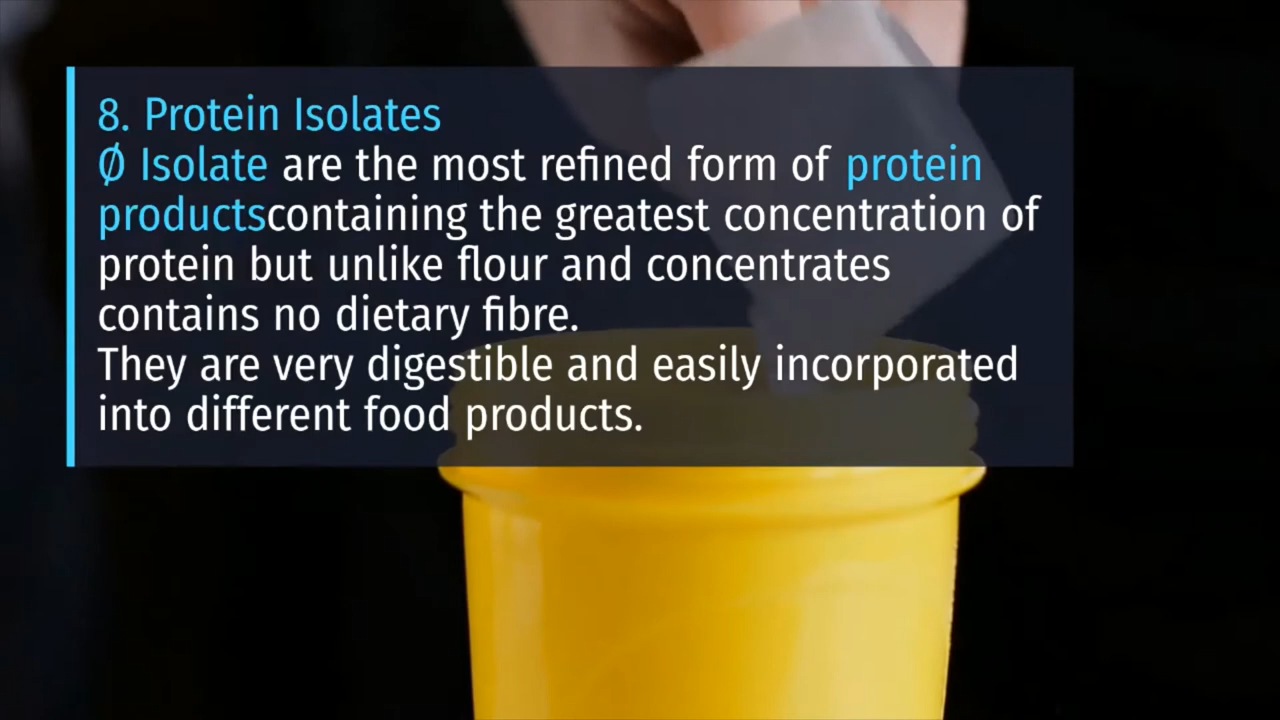 8. Protein Isolates
Ø Isolate are the most refined form of protein
productscontaining the greatest concentration of
protein but unlike flour and concentrates
contains no dietary fibre.
They are very digestible and easily incorporated
into different food products.